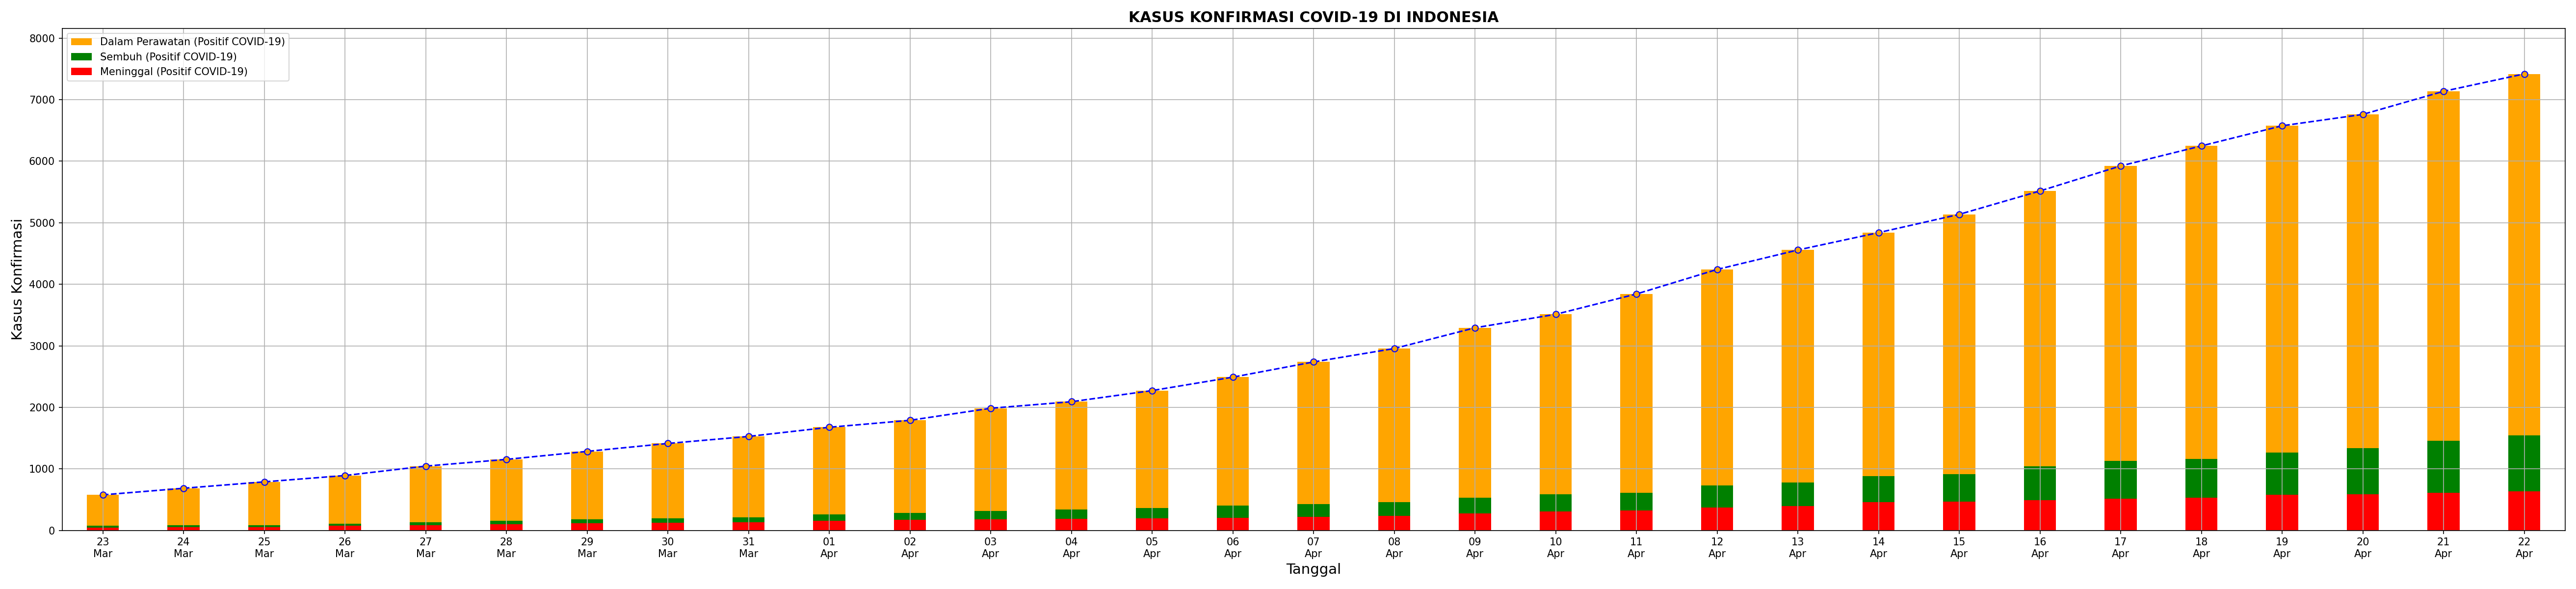 KASUS KONFIRMASI COVID-19 DI INDONESIA
Dalam Perawatan (Positif COVID-19)
Sembuh (Positif COVID-19)
Meninggal (Positif COVID-19)
Kasus Konfirmasi
8000
7000
6000
5000
4000
3000
2000
1000
0
23 24 25 26 27 28 29 30 31 01 02 03 04 05 06 07 08 09 10 11 12 13 14 15 16 17 18 19 20 21 22
Mar Mar Mar Mar Mar Mar Mar Mar Mar Apr Apr Apr Apr Apr Apr Apr Apr Apr Apr Apr Apr Apr Apr Apr Apr Apr Apr Apr Apr Apr Apr
Tanggal